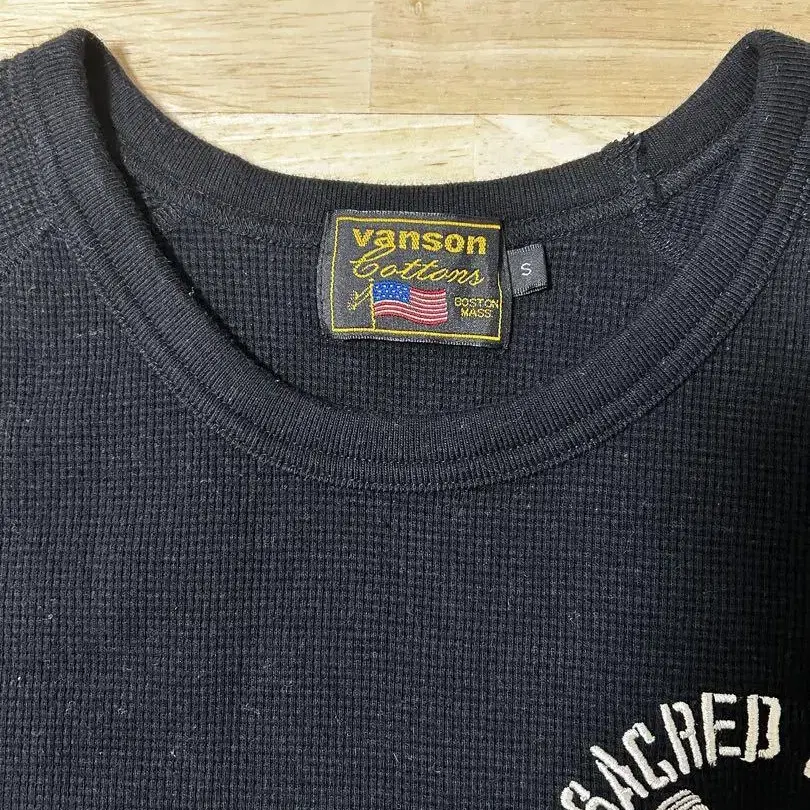 vanson
Cottons
BOSTON
MASS
S
SACRED